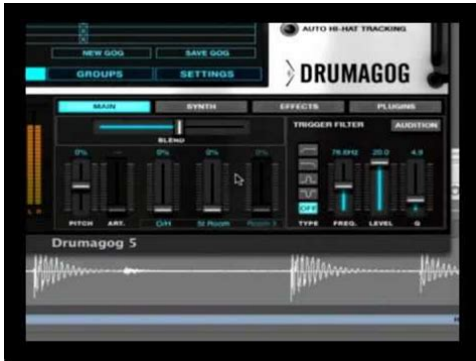 AUTO HI-HAT TRACKING
NEW GOG SAVE GOG
GROUPS SETTINGS
DRUMAGOG
MAIN SYNTH EFFECTS PLUGINS
BLEND
TRIGGER FILTER AUDITION
0% 0% 0% 0% 76.6HZ 20.0 4.9
OFF
PITCH ART. O/H St Room Room 5 TYPE FREQ. LEVEL Q
Drumagog 5